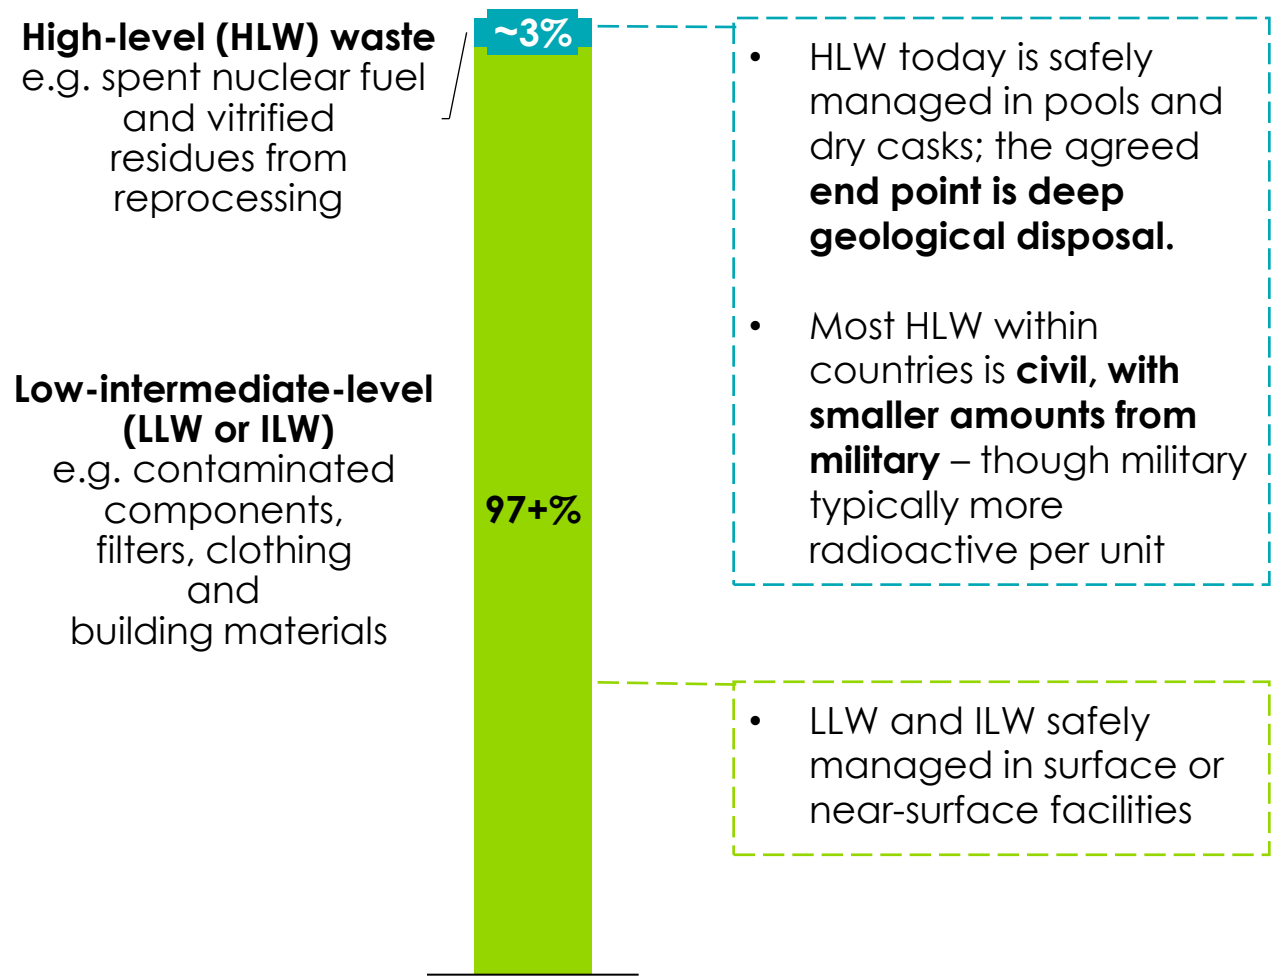 High-level (HLW) waste
e.g. spent nuclear fuel
and vitrified
residues from
reprocessing
~3%
• HLW today is safely
managed in pools and
dry casks; the agreed
end point is deep
geological disposal.
• Most HLW within
countries is civil, with
smaller amounts from
military – though military
typically more
radioactive per unit
Low-intermediate-level
(LLW or ILW)
e.g. contaminated
components,
filters, clothing
and
building materials
97+%
• LLW and ILW safely
managed in surface or
near-surface facilities